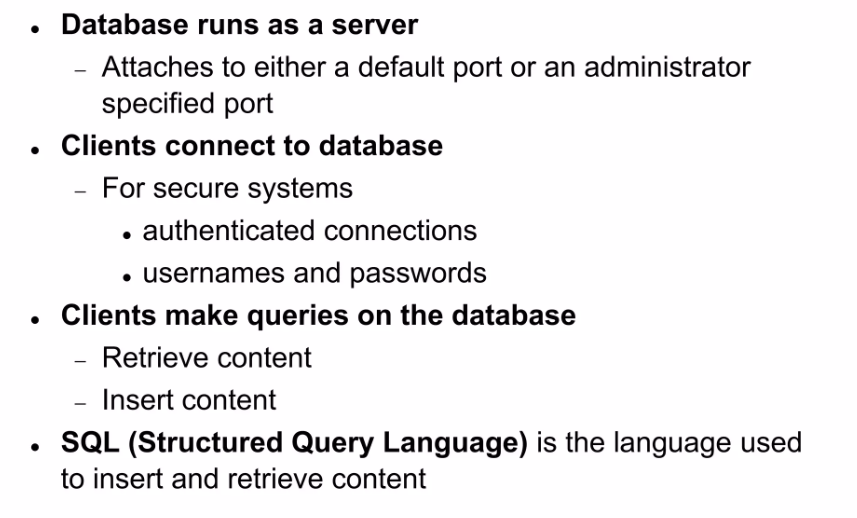 • Database runs as a server
– Attaches to either a default port or an administrator
specified port
• Clients connect to database
– For secure systems
• authenticated connections
• usernames and passwords
• Clients make queries on the database
– Retrieve content
– Insert content
• SQL (Structured Query Language) is the language used
to insert and retrieve content